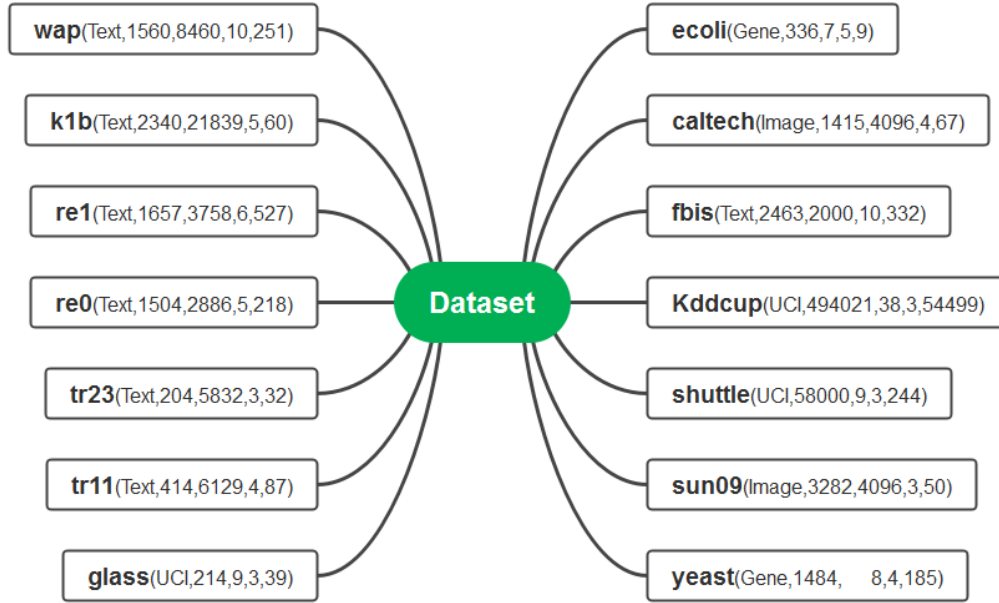 wap(Text,1560,8460,10,251)
k1b(Text,2340,21839,5,60)
re1(Text,1657,3758,6,527)
re0(Text,1504,2886,5,218)
tr23(Text,204,5832,3,32)
tr11(Text,414,6129,4,87)
glass(UCI,214,9,3,39)
Dataset
ecoli(Gene,336,7,5,9)
caltech(Image,1415,4096,4,67)
fbis(Text,2463,2000,10,332)
Kddcup(UCI,494021,38,3,54499)
shuttle(UCI,58000,9,3,244)
sun09(Image,3282,4096,3,50)
yeast(Gene,1484, 8,4,185)